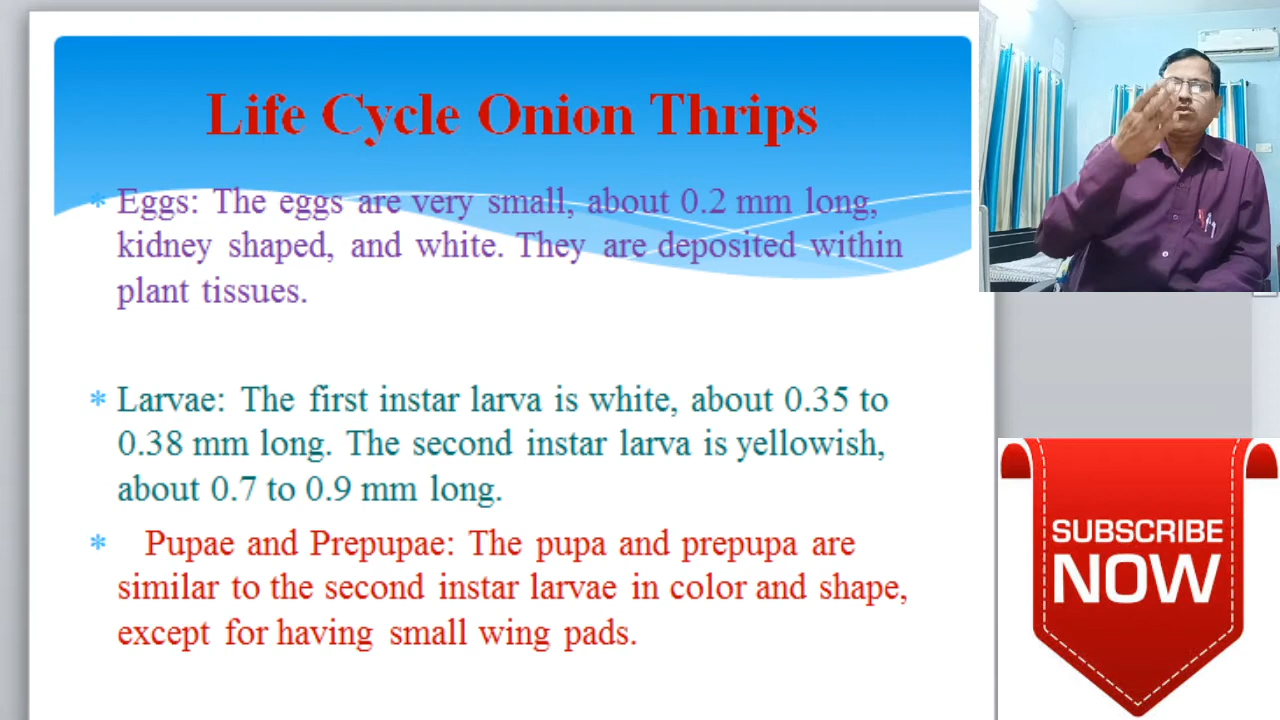 Life Cycle Onion Thrips
* Eggs: The eggs are very small, about 0.2 mm long,
kidney shaped, and white. They are deposited within
plant tissues.
* Larvae: The first instar larva is white, about 0.35 to
0.38 mm long. The second instar larva is yellowish,
about 0.7 to 0.9 mm long.
* Pupae and Prepupae: The pupa and prepupa are
similar to the second instar larvae in color and shape,
except for having small wing pads.
SUBSCRIBE
NOW